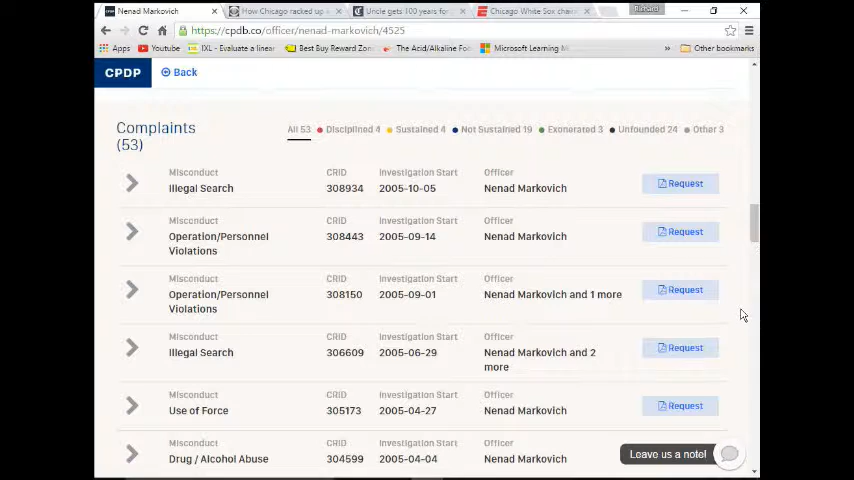 Nenad Markovich
How Chicago racked up
Uncle gets 100 years for
Chicago White Sox chair
Richard
https://cpdb.co/officer/nenad-markovich/4525
Apps Youtube IXL - Evaluate a linear Best Buy Reward Zon The Acid/Alkaline Foo Microsoft Learning M » Other bookmarks
CPDP Back
Complaints
(53)
All 53 Disciplined 4 Sustained 4 Not Sustained 19 Exonerated 3 Unfounded 24 Other 3
Misconduct CRID Investigation Start Officer
Illegal Search 308934 2005-10-05 Nenad Markovich Request
Misconduct CRID Investigation Start Officer
Operation/Personnel 308443 2005-09-14 Nenad Markovich Request
Violations
Misconduct CRID Investigation Start Officer
Operation/Personnel 308150 2005-09-01 Nenad Markovich and 1 more Request
Violations
Misconduct CRID Investigation Start Officer
Illegal Search 306609 2005-06-29 Nenad Markovich and 2 Request
more
Misconduct CRID Investigation Start Officer
Use of Force 305173 2005-04-27 Nenad Markovich Request
Misconduct CRID Investigation Start Officer
Drug / Alcohol Abuse 304599 2005-04-04 Nenad Markovich
Leave us a note!